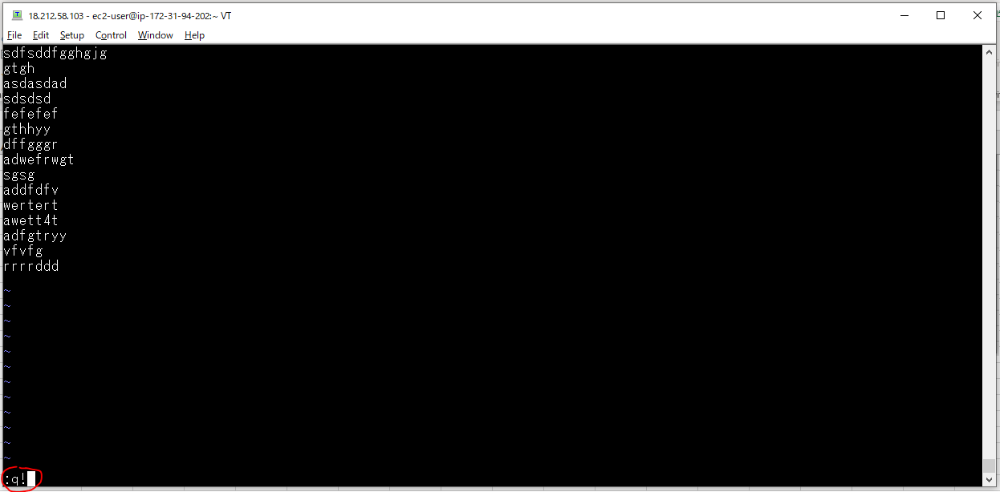 18.212.58.103 - ec2-user@ip-172-31-94-202:~ VT
File Edit Setup Control Window Help
sdfsddfgghgjg
gtgh
asdasdad
sdsdsd
fefefef
gthhyy
dffgggr
adwefrwgt
sgsg
addfdfv
wertert
awett4t
adfgtryy
vfvfg
rrrrddd
~
~
~
~
~
~
~
~
~
~
~
~
:q!